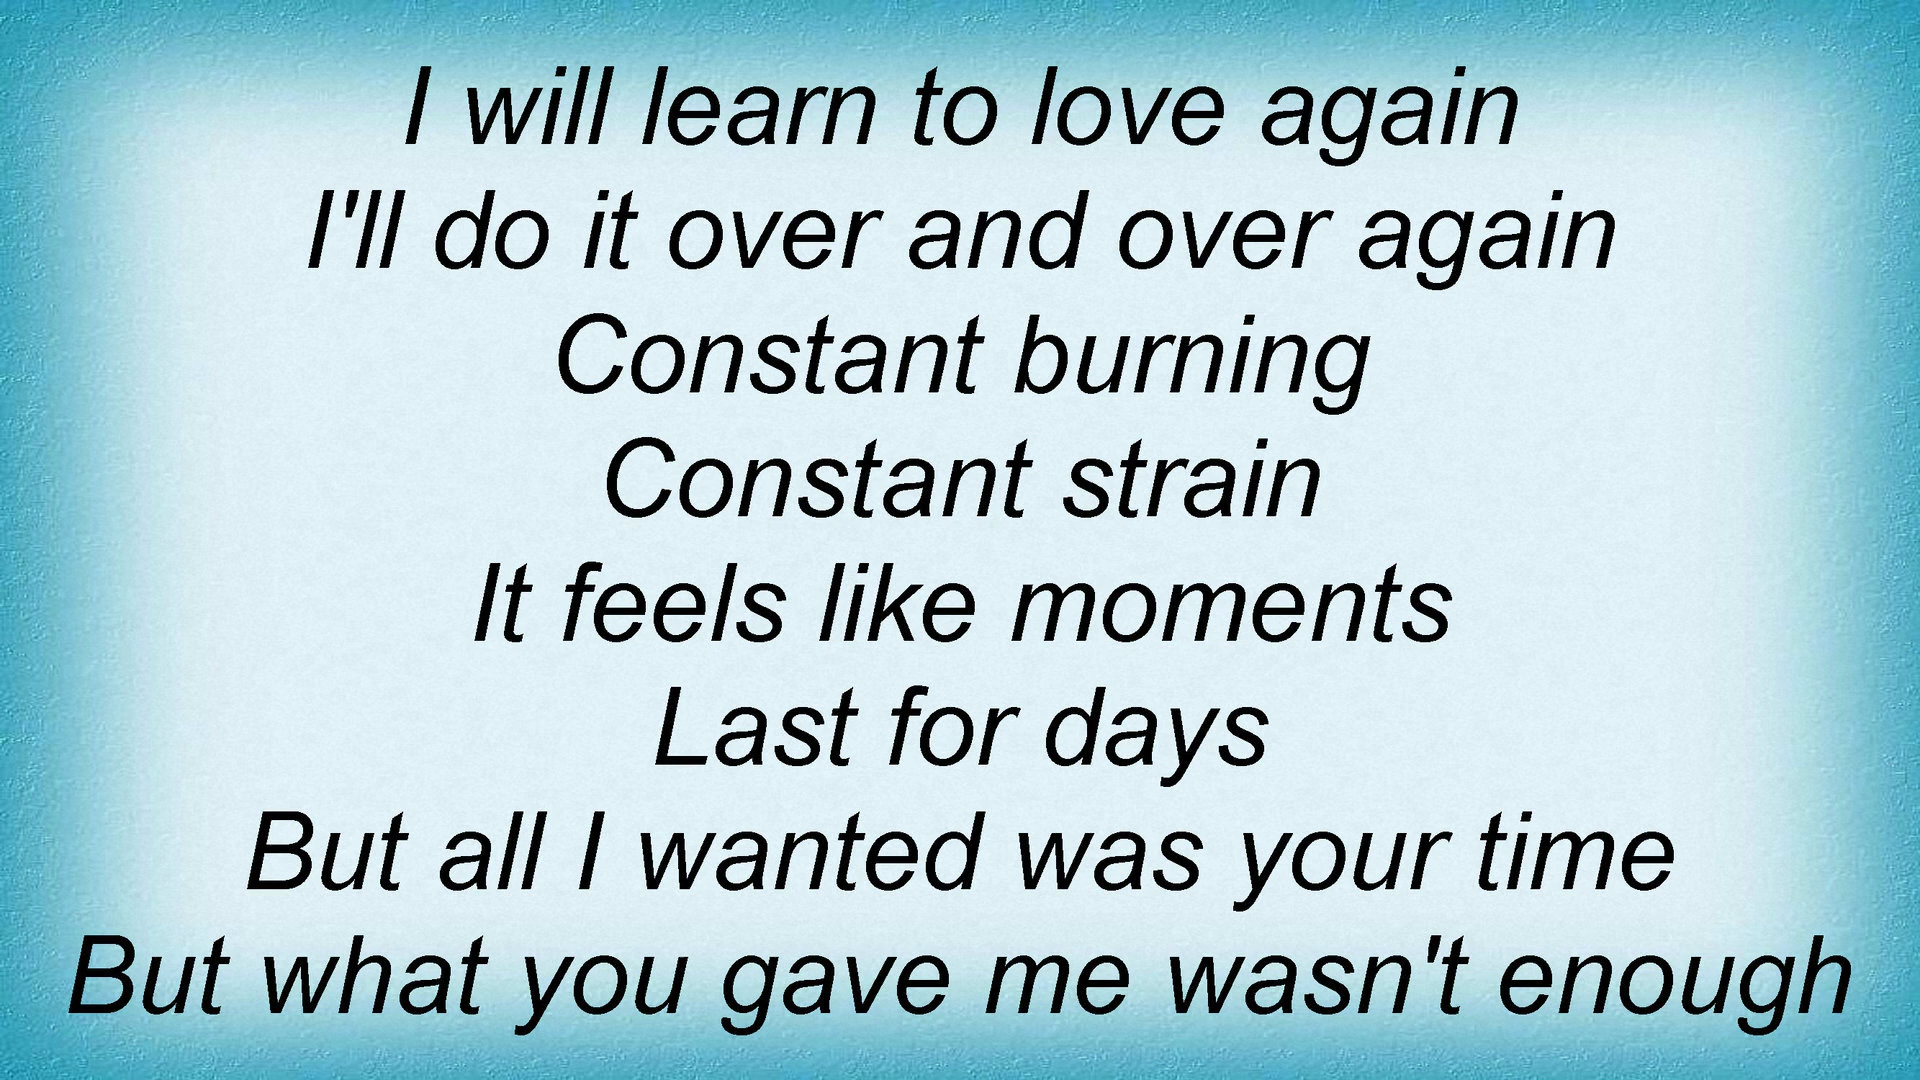 I will learn to love again
I'll do it over and over again
Constant burning
Constant strain
It feels like moments
Last for days
But all I wanted was your time
But what you gave me wasn't enough